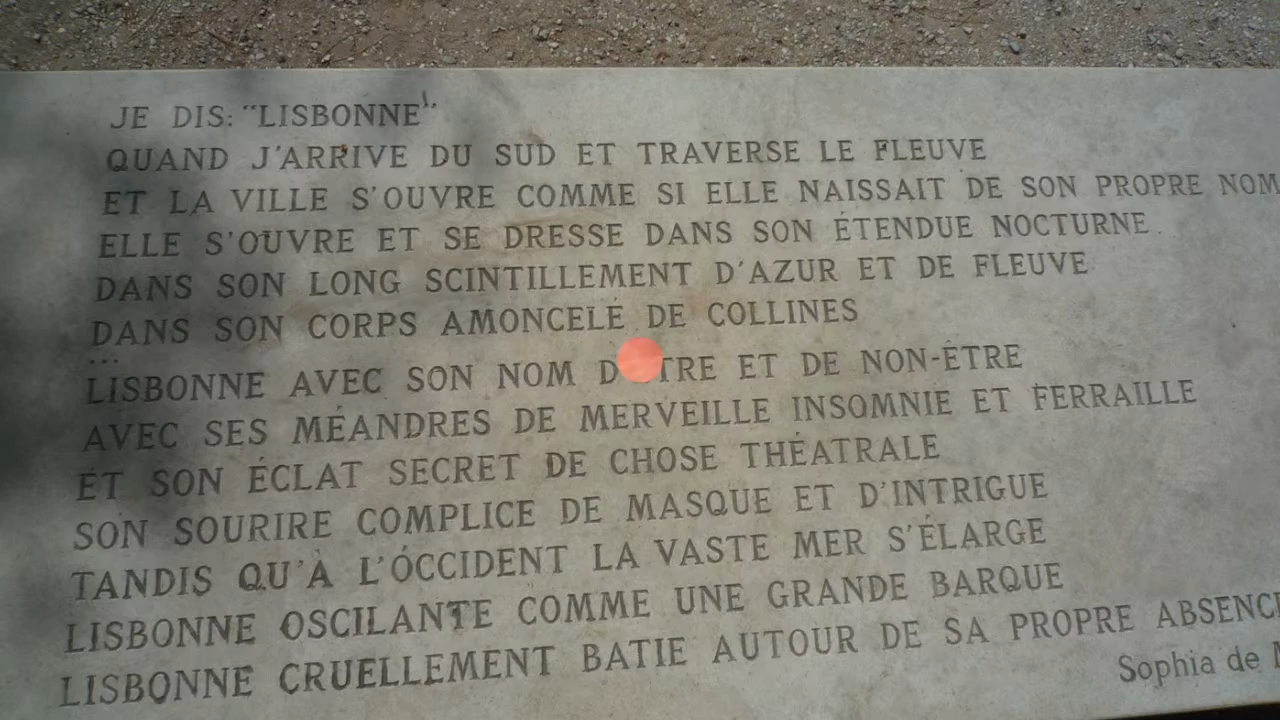 JE DIS: "LISBONNE"
QUAND J'ARRIVE DU SUD ET TRAVERSE LE FLEUVE
ET LA VILLE S'OUVRE COMME SI ELLE NAISSAIT DE SON PROPRE
ELLE S'OUVRE ET SE DRESSE DANS SON ÉTENDUE NOCTURNE
DANS SON LONG SCINTILLEMENT D'AZUR ET DE FLEUVE
DANS SON CORPS AMONCELÉ DE COLLINES
...
LISBONNE AVEC SON NOM ET DE NON-ÊTRE
AVEC SES MÉANDRES DE MERVEILLE INSOMNIE ET FERRAILLE
ET SON ÉCLAT SECRET DE CHOSE THÉATRALE
SON SOURIRE COMPLICE DE MASQUE ET D'INTRIGUE
TANDIS QU'À L'ÓCCIDENT LA VASTE MER S'ÉLARGE
LISBONNE OSCILANTE COMME UNE GRANDE BARQUE
LISBONNE CRUELLEMENT BATIE AUTOUR DE SA PROPRE
Sophia de